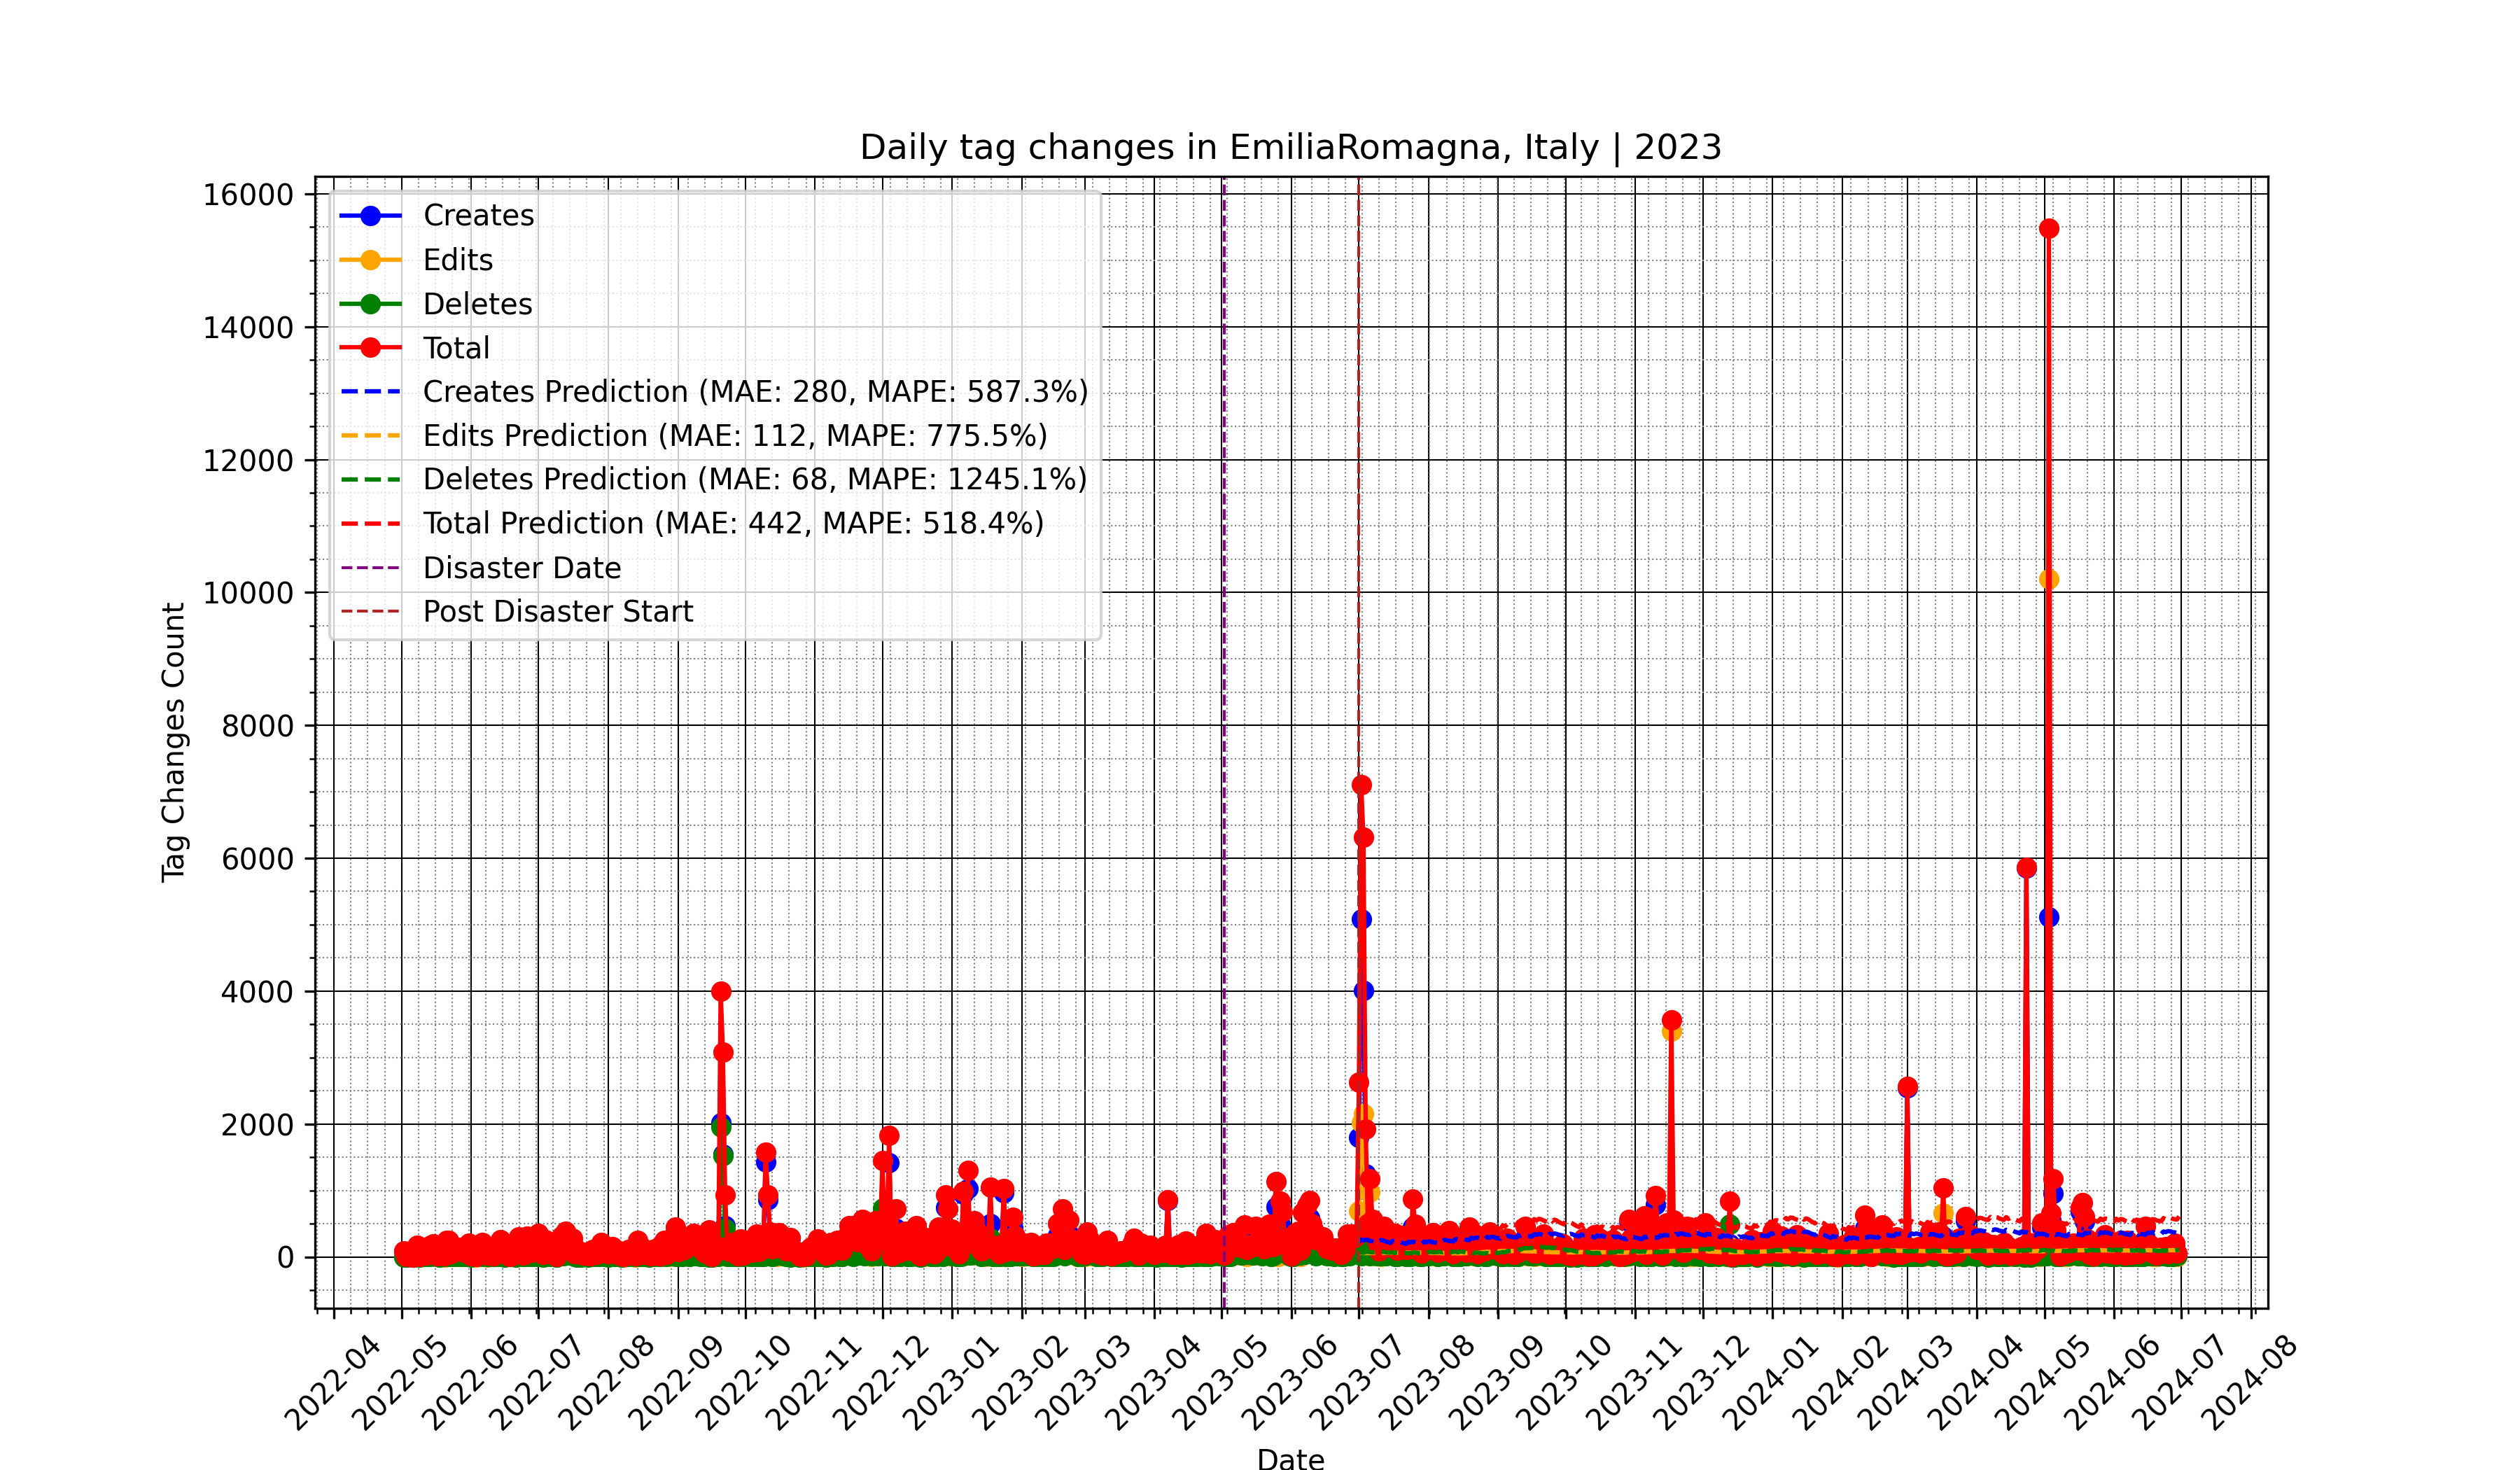 Daily tag changes in EmiliaRomagna, Italy | 2023
Tag Changes Count
16000
14000
12000
10000
8000
6000
4000
2000
0
Creates
Edits
Deletes
Total
Creates Prediction (MAE: 280, MAPE: 587.3%)
Edits Prediction (MAE: 112, MAPE: 775.5%)
Deletes Prediction (MAE: 68, MAPE: 1245.1%)
Total Prediction (MAE: 442, MAPE: 518.4%)
Disaster Date
Post Disaster Start
2022-04
2022-05
2022-06
2022-07
2022-08
2022-09
2022-10
2022-11
2022-12
2023-01
2023-02
2023-03
2023-04
2023-05
2023-06
2023-07
2023-08
2023-09
2023-10
2023-11
2023-12
2024-01
2024-02
2024-03
2024-04
2024-05
2024-06
2024-07
2024-08
Date